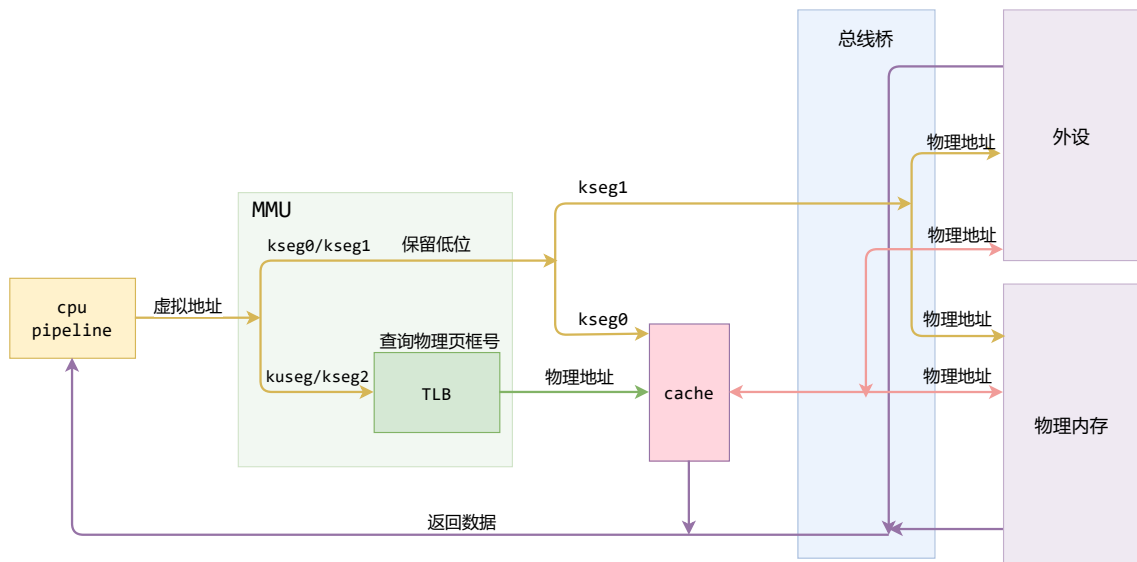 总线桥
外设
物理地址
kseg1
MMU
kseg0/kseg1
保留低位
物理地址
cpu
pipeline
虚拟地址
kseg0
物理地址
查询物理页框号
kuseg/kseg2
TLB
物理地址
cache
物理地址
物理内存
返回数据